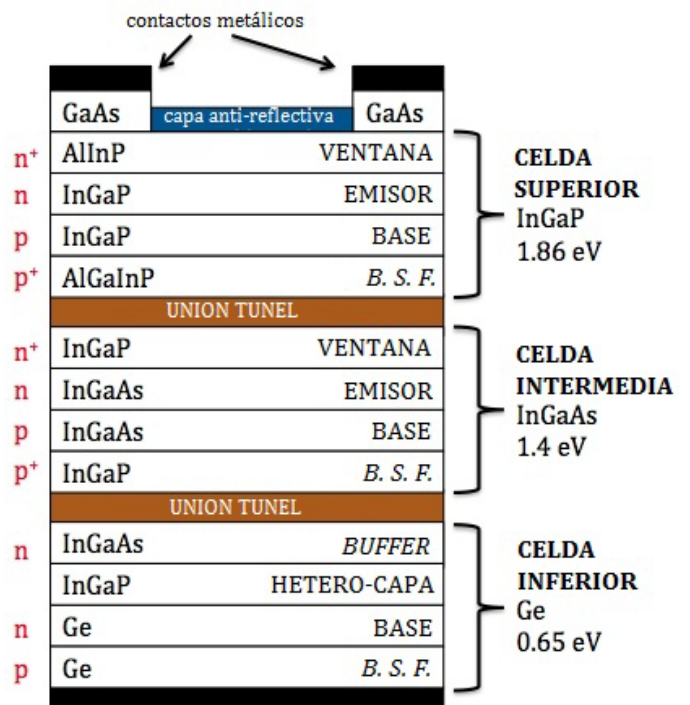 contactos metálicos
GaAs capa anti-reflectiva GaAs
n⁺ AlInP VENTANA
n InGaP EMISOR
p InGaP BASE
p⁺ AlGaInP B. S. F.
CELDA
SUPERIOR
InGaP
1.86 eV
UNION TUNEL
n⁺ InGaP VENTANA
n InGaAs EMISOR
p InGaAs BASE
p⁺ InGaP B. S. F.
CELDA
INTERMEDIA
InGaAs
1.4 eV
UNION TUNEL
n InGaAs BUFFER
InGaP HETERO-CAPA
n Ge BASE
p Ge B. S. F.
CELDA
INFERIOR
Ge
0.65 eV